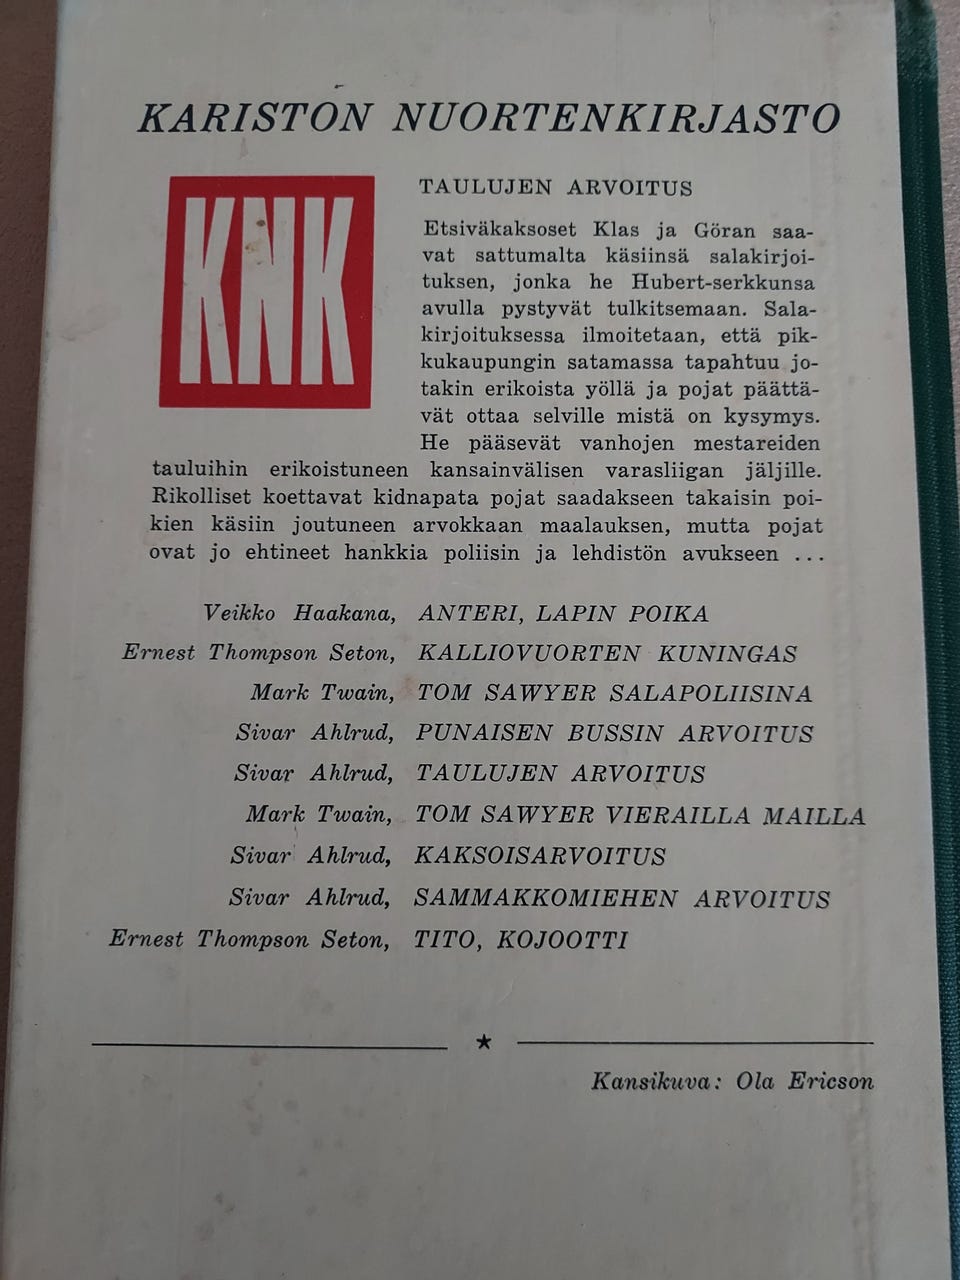 KARISTON NUORTENKIRJASTO
KNK
TAULUJEN ARVOITUS
Etsiväkaksoset Klas ja Göran saa-
vat sattumalta käsiinsä salakirjoi-
tuksen, jonka he Hubert-serkkunsa
avulla pystyvät tulkitsemaan. Sala-
kirjoituksessa ilmoitetaan, että pik-
kukaupungin satamassa tapahtuu jo-
takin erikoista yöllä ja pojat päättä-
vät ottaa selville mistä on kysymys.
He pääsevät vanhojen mestareiden
tauluihin erikoistuneen kansainvälisen varasliigan jäljille.
Rikolliset koettavat kidnapata pojat saadakseen takaisin poi-
kien käsiin joutuneen arvokkaan maalauksen, mutta pojat
ovat jo ehtineet hankkia poliisin ja lehdistön avukseen ...
Veikko Haakana, ANTERI, LAPIN POIKA
Ernest Thompson Seton, KALLIOVUORTEN KUNINGAS
Mark Twain, TOM SAWYER SALAPOLIISINA
Sivar Ahlrud, PUNAISEN BUSSIN ARVOITUS
Sivar Ahlrud, TAULUJEN ARVOITUS
Mark Twain, TOM SAWYER VIERAILLA MAILLA
Sivar Ahlrud, KAKSOISARVOITUS
Sivar Ahlrud, SAMMAKKOMIEHEN ARVOITUS
Ernest Thompson Seton, TITO, KOJOOTTI
Kansikuva: Ola Ericson